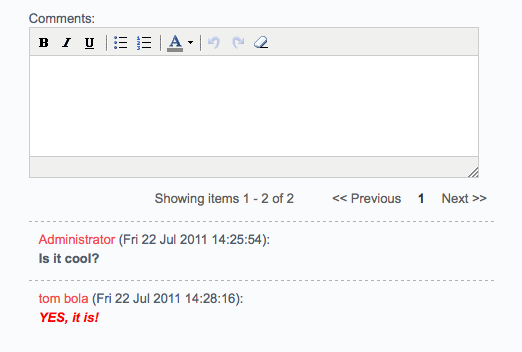 Comments:
B I U A
Showing items 1 - 2 of 2 << Previous 1 Next >>
Administrator (Fri 22 Jul 2011 14:25:54):
Is it cool?
tom bola (Fri 22 Jul 2011 14:28:16):
YES, it is!